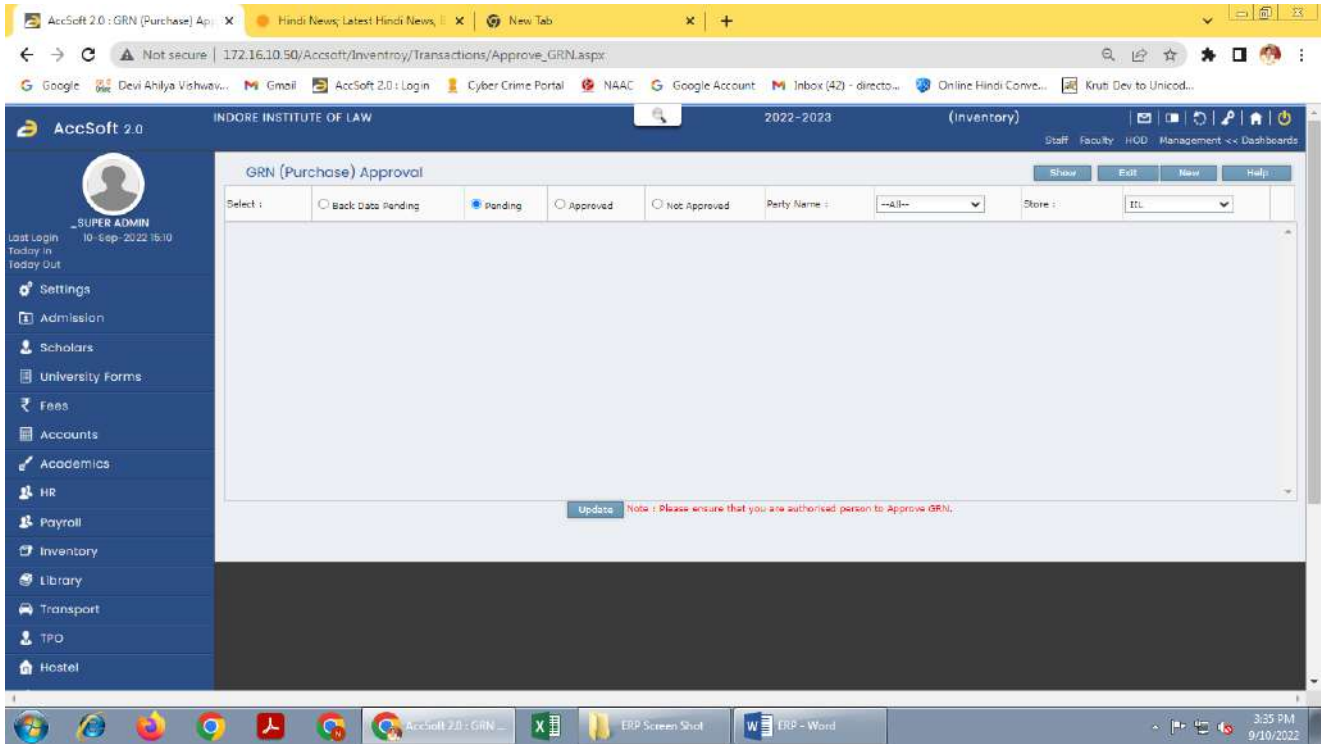 AccSoft 2.0 : GRN (Purchase) Ap
Hindi News; Latest Hindi News,
New Tab
Not secure | 172.16.10.50/Accsoft/Inventroy/Transactions/Approve_GRN.aspx
Google Devi Ahilya Vishwav... Gmail AccSoft 2.0 : Login Cyber Crime Portal NAAC Google Account Inbox (42) - directo... Online Hindi Conve... Kruti Dev to Unicod...
AccSoft 2.0 INDORE INSTITUTE OF LAW 2022-2023 (Inventory)
Staff Faculty HOD Management << Dashboards
GRN (Purchase) Approval Show Exit New Help
Select : Back Date Pending Pending Approved Not Approved Party Name : --All-- Store : IIL
_SUPER ADMIN
Last Login 10-Sep-2022 15:10
Today In
Today Out
Settings
Admission
Scholars
University Forms
₹ Fees
Accounts
Academics
HR
Payroll
Inventory
Library
Transport
TPO
Hostel
Update Note : Please ensure that you are authorised person to Approve GRN.
AccSoft 2.0 : GRN ... ERP Screen Shot ERP - Word
3:35 PM
9/10/2022